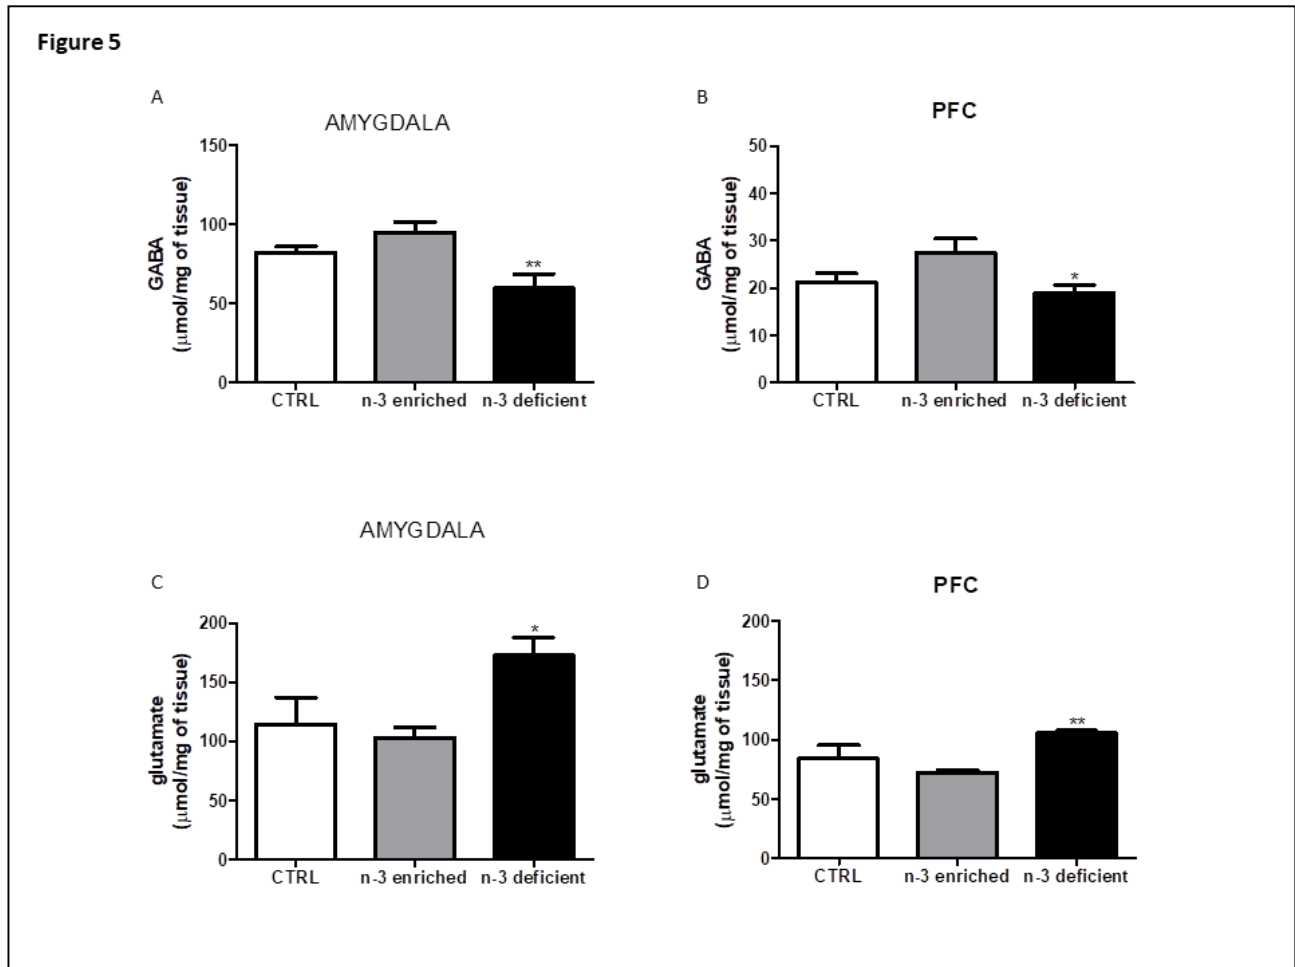 Figure 5
A
AMYGDALA
GABA
(μmol/mg of tissue)
150
100
50
0
**
CTRL
n-3 enriched
n-3 deficient
B
PFC
GABA
(μmol/mg of tissue)
50
40
30
20
10
0
*
CTRL
n-3 enriched
n-3 deficient
AMYGDALA
C
glutamate
(μmol/mg of tissue)
200
150
100
50
0
*
CTRL
n-3 enriched
n-3 deficient
D
PFC
glutamate
(μmol/mg of tissue)
200
150
100
50
0
**
CTRL
n-3 enriched
n-3 deficient